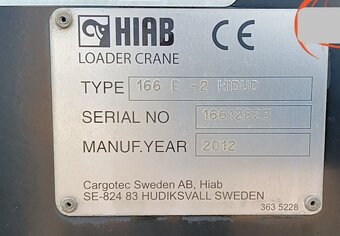 HIAB CE
LOADER CRANE
TYPE 166 E -2 HIDUO
SERIAL NO 16612823
MANUF.YEAR 2012
Cargotec Sweden AB, Hiab
SE-824 83 HUDIKSVALL SWEDEN
363 5228